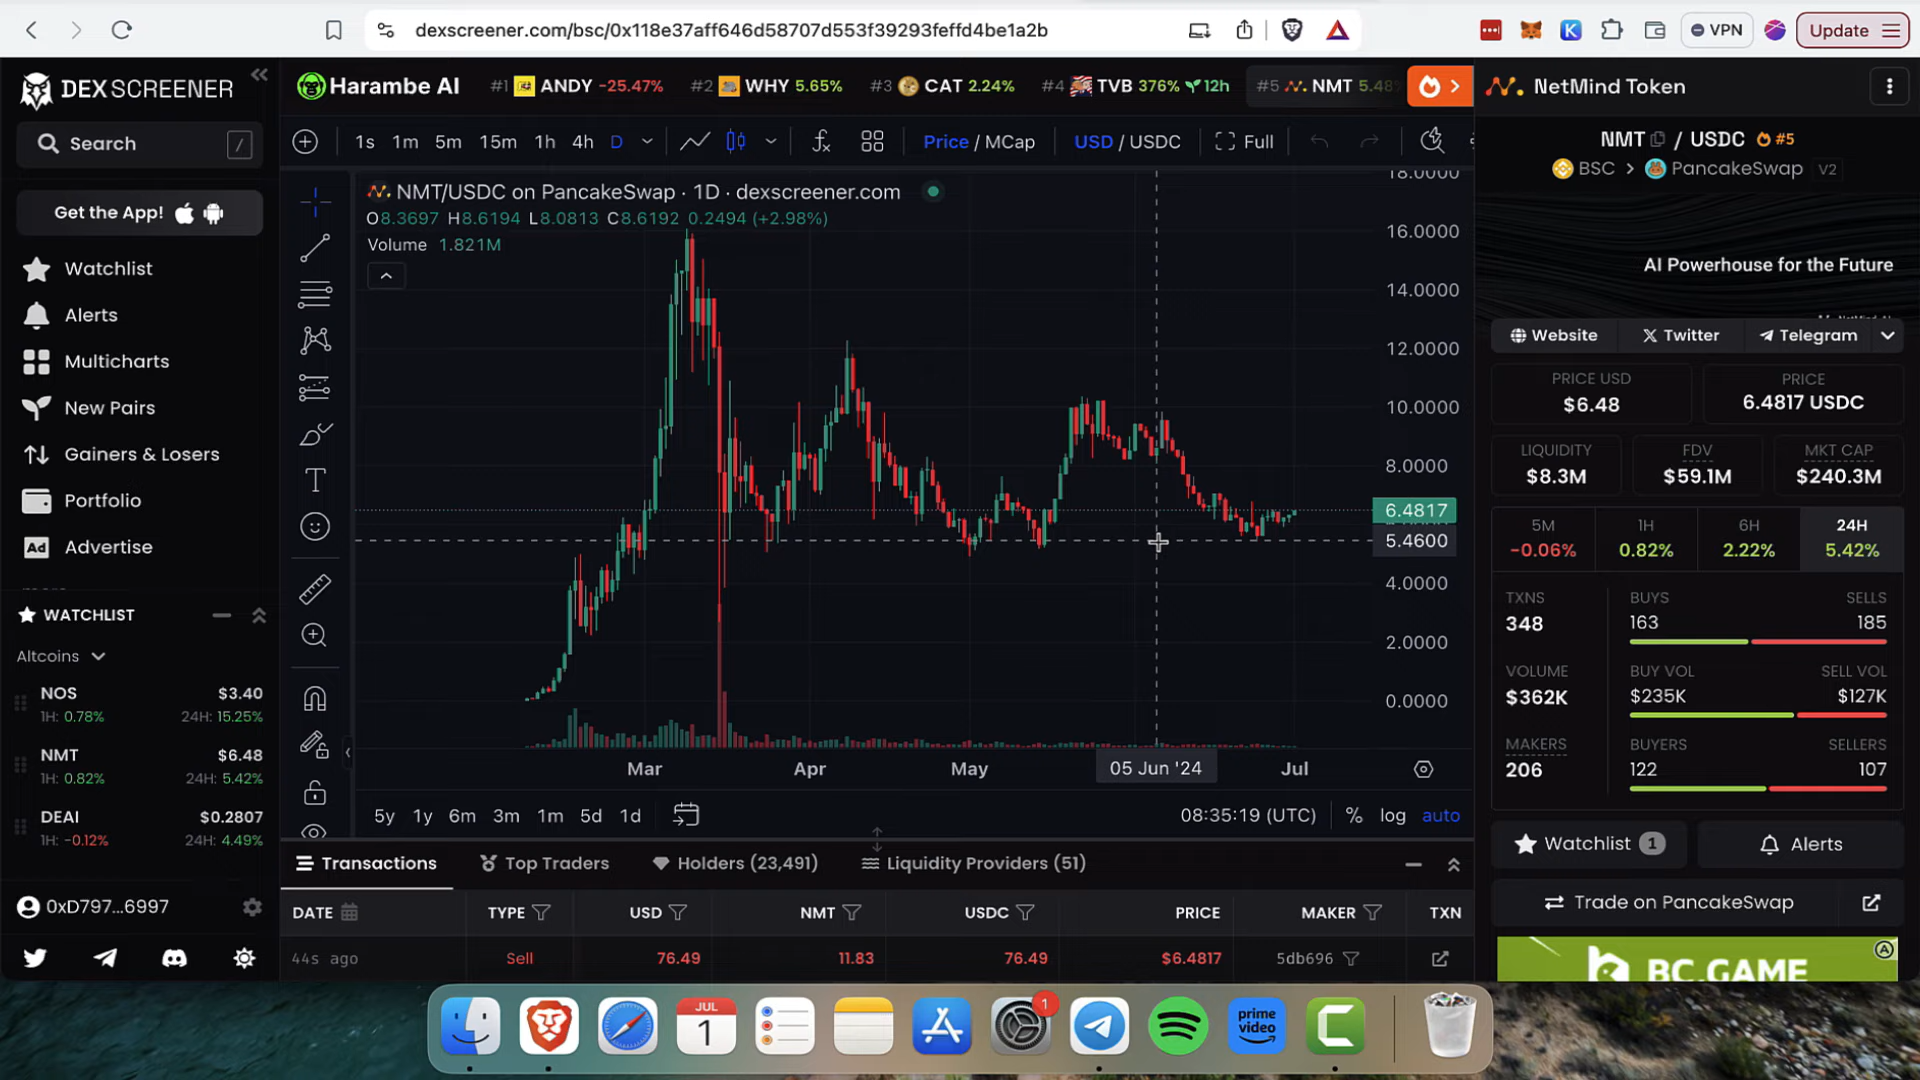 dexscreener.com/bsc/0x118e37aff646d58707d553f39293feffd4be1a2b
VPN
Update
DEX SCREENER
Search
/
Get the App!
Watchlist
Alerts
Multicharts
New Pairs
Gainers & Losers
Portfolio
Ad Advertise
WATCHLIST
Altcoins
NOS $3.40
1H: 0.78% 24H: 15.25%
NMT $6.48
1H: 0.82% 24H: 5.42%
DEAI $0.2807
1H: -0.12% 24H: 4.49%
0xD797...6997
Harambe AI
#1 ANDY -25.47%
#2 WHY 5.65%
#3 CAT 2.24%
#4 TVB 376% 12h
#5 NMT 5.48
1s 1m 5m 15m 1h 4h D
Price / MCap
USD / USDC
Full
NMT/USDC on PancakeSwap · 1D · dexscreener.com
O8.3697 H8.6194 L8.0813 C8.6192 0.2494 (+2.98%)
Volume 1.821M
18.0000
16.0000
14.0000
12.0000
10.0000
8.0000
6.4817
5.4600
4.0000
2.0000
0.0000
Mar Apr May 05 Jun '24 Jul
5y 1y 6m 3m 1m 5d 1d
08:35:19 (UTC) % log auto
Transactions
Top Traders
Holders (23,491)
Liquidity Providers (51)
DATE TYPE USD NMT USDC PRICE MAKER TXN
44s ago Sell 76.49 11.83 76.49 $6.4817 5db696
NetMind Token
NMT / USDC #5
BSC > PancakeSwap V2
AI Powerhouse for the Future
Website
Twitter
Telegram
PRICE USD
$6.48
PRICE
6.4817 USDC
LIQUIDITY
$8.3M
FDV
$59.1M
MKT CAP
$240.3M
5M
-0.06%
1H
0.82%
6H
2.22%
24H
5.42%
TXNS
348
BUYS
163
SELLS
185
VOLUME
$362K
BUY VOL
$235K
SELL VOL
$127K
MAKERS
206
BUYERS
122
SELLERS
107
Watchlist 1
Alerts
Trade on PancakeSwap
BC.GAME
JUL
1
1
prime
video